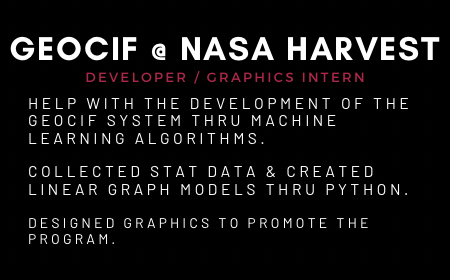 GEOCIF @ NASA HARVEST
DEVELOPER / GRAPHICS INTERN
HELP WITH THE DEVELOPMENT OF THE
GEOCIF SYSTEM THRU MACHINE
LEARNING ALGORITHMS.
COLLECTED STAT DATA & CREATED
LINEAR GRAPH MODELS THRU PYTHON.
DESIGNED GRAPHICS TO PROMOTE THE
PROGRAM.